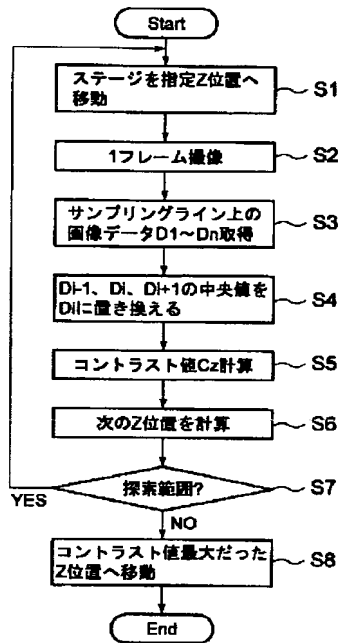 Start
ステージを指定Z位置へ
移動
S1
1フレーム撮像
S2
サンプリングライン上の
画像データD1～Dn取得
S3
Di-1、Di、Di+1の中央値を
Diに置き換える
S4
コントラスト値Cz計算
S5
次のZ位置を計算
S6
探索範囲?
S7
YES
NO
コントラスト値最大だった
Z位置へ移動
S8
End